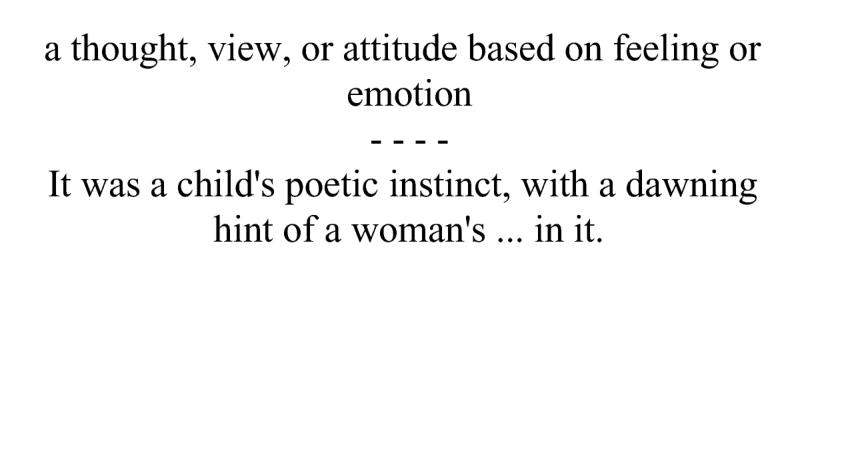 a thought, view, or attitude based on feeling or
emotion
- - - -
It was a child's poetic instinct, with a dawning
hint of a woman's ... in it.